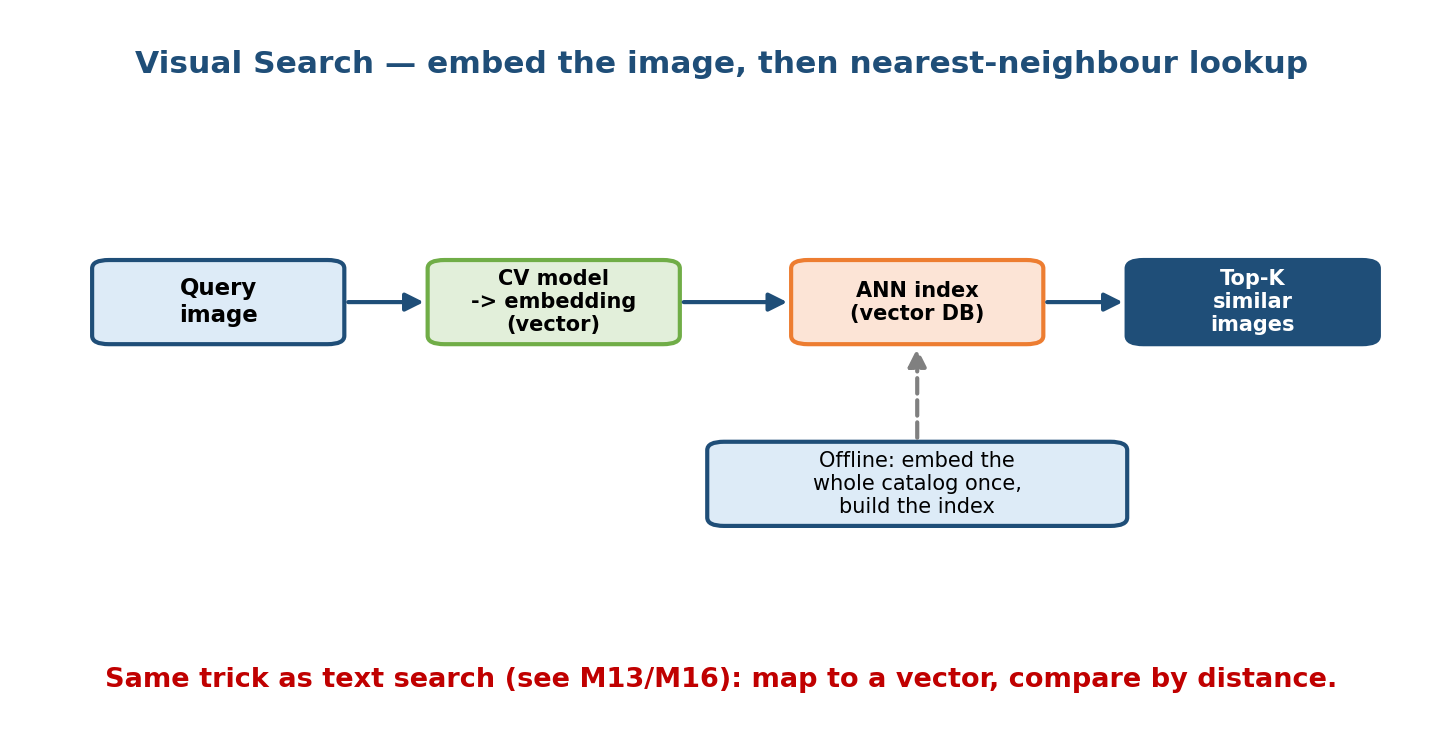 Visual Search — embed the image, then nearest-neighbour lookup
Query
image
CV model
-> embedding
(vector)
ANN index
(vector DB)
Top-K
similar
images
Offline: embed the
whole catalog once,
build the index
Same trick as text search (see M13/M16): map to a vector, compare by distance.